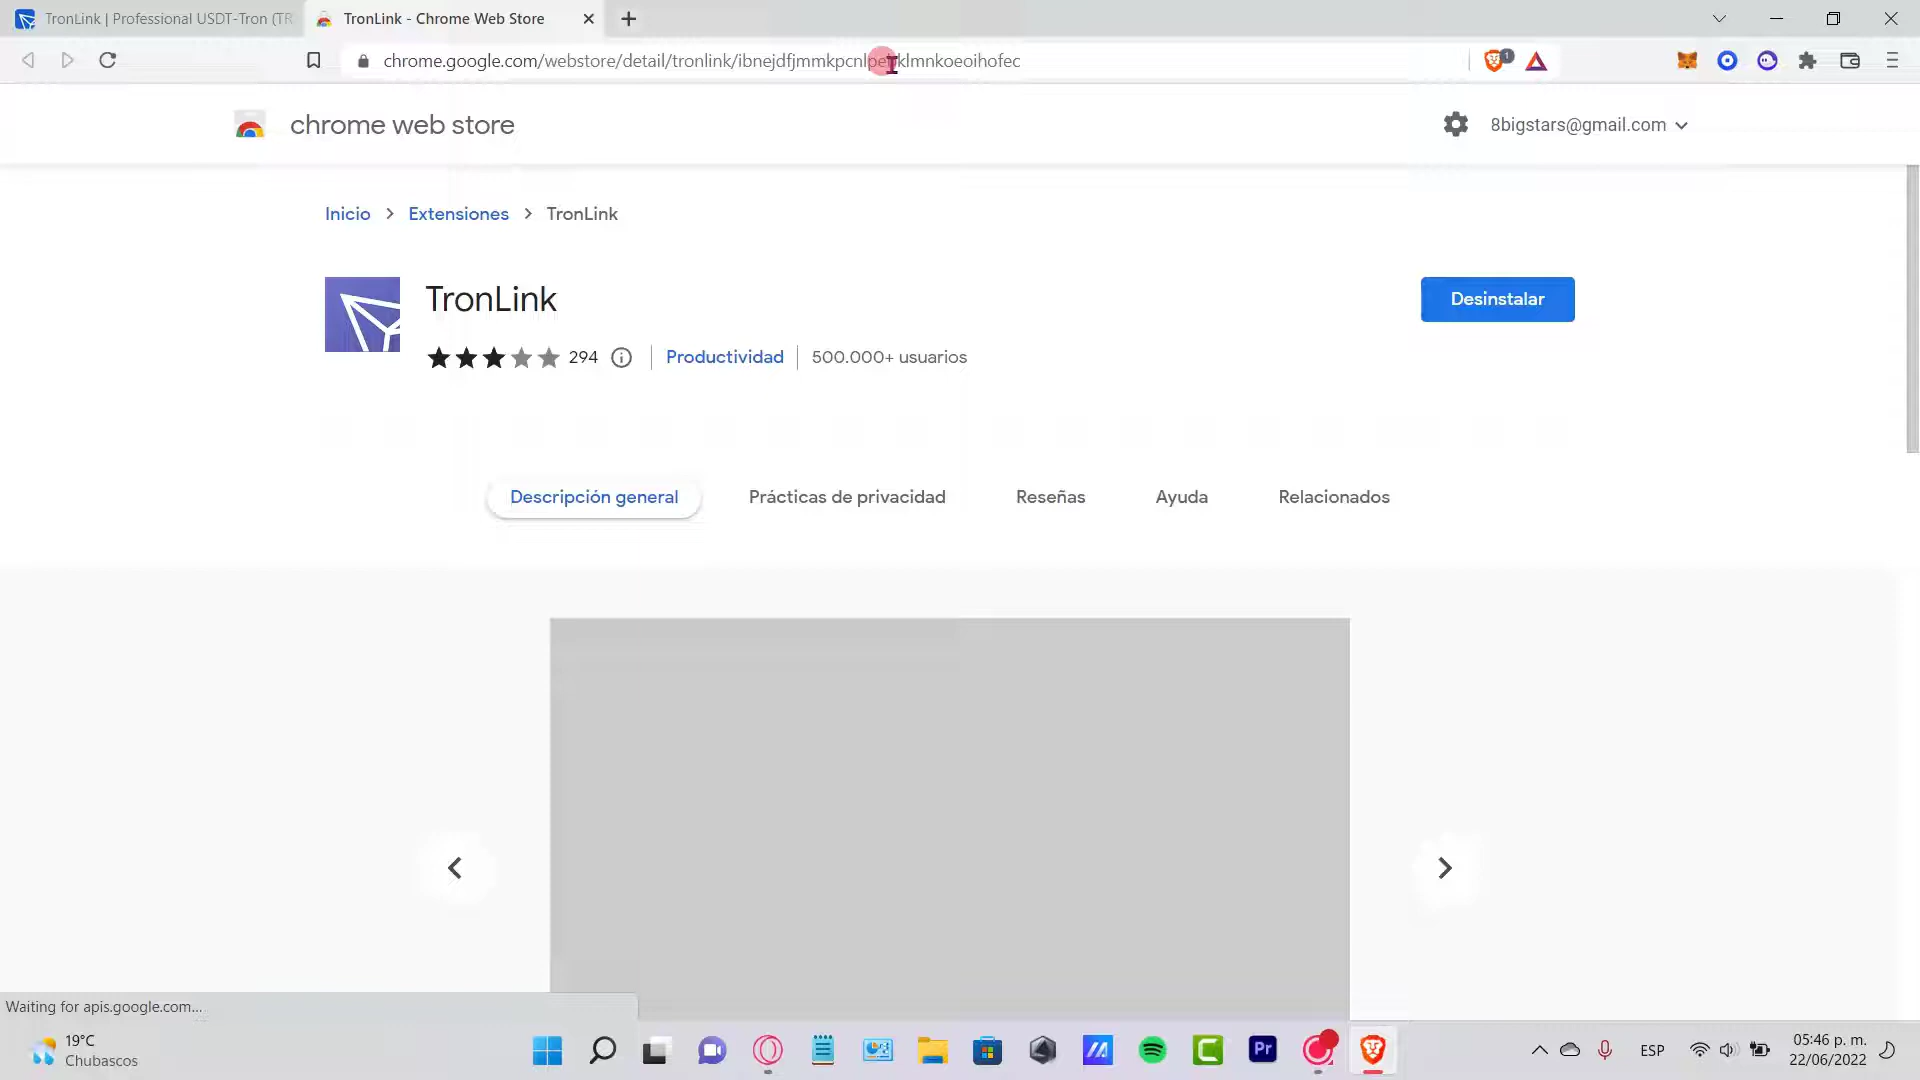 TronLink | Professional USDT-Tron (TR
TronLink - Chrome Web Store
chrome.google.com/webstore/detail/tronlink/ibnejdfjmmkpcnlpebklmnkoeoihofec
1
chrome web store
8bigstars@gmail.com
Inicio > Extensiones > TronLink
TronLink
Desinstalar
294
Productividad
500.000+ usuarios
Descripción general
Prácticas de privacidad
Reseñas
Ayuda
Relacionados
Waiting for apis.google.com...
19°C
Chubascos
Pr
ESP
05:46 p. m.
22/06/2022